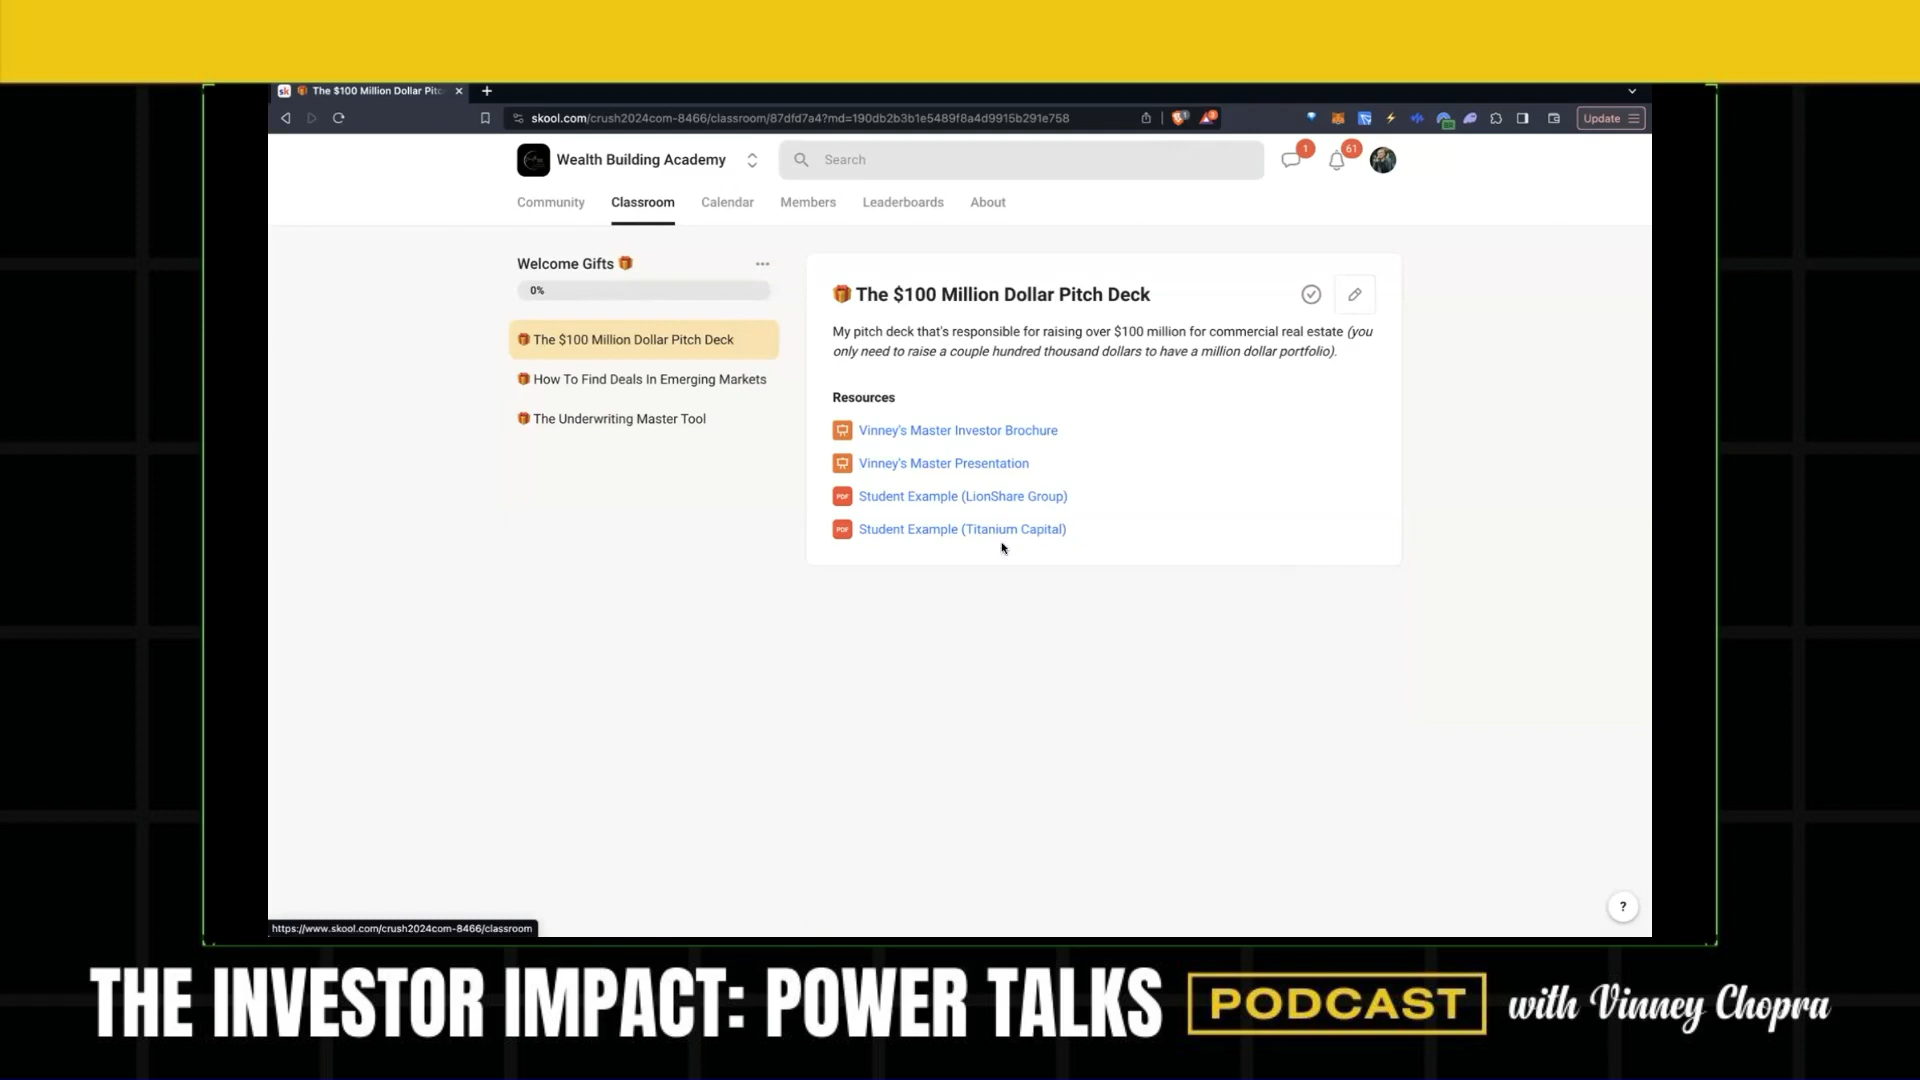 sk The $100 Million Dollar Pitc
skool.com/crush2024com-8466/classroom/87dfd7a4?md=190db2b3b1e5489f8a4d9915b291e758
Update
Wealth Building Academy
Search
1
61
Community Classroom Calendar Members Leaderboards About
Welcome Gifts
0%
The $100 Million Dollar Pitch Deck
How To Find Deals In Emerging Markets
The Underwriting Master Tool
The $100 Million Dollar Pitch Deck
My pitch deck that's responsible for raising over $100 million for commercial real estate (you
only need to raise a couple hundred thousand dollars to have a million dollar portfolio).
Resources
Vinney's Master Investor Brochure
Vinney's Master Presentation
PDF Student Example (LionShare Group)
PDF Student Example (Titanium Capital)
?
https://www.skool.com/crush2024com-8466/classroom
THE INVESTOR IMPACT: POWER TALKS PODCAST with Vinney Chopra